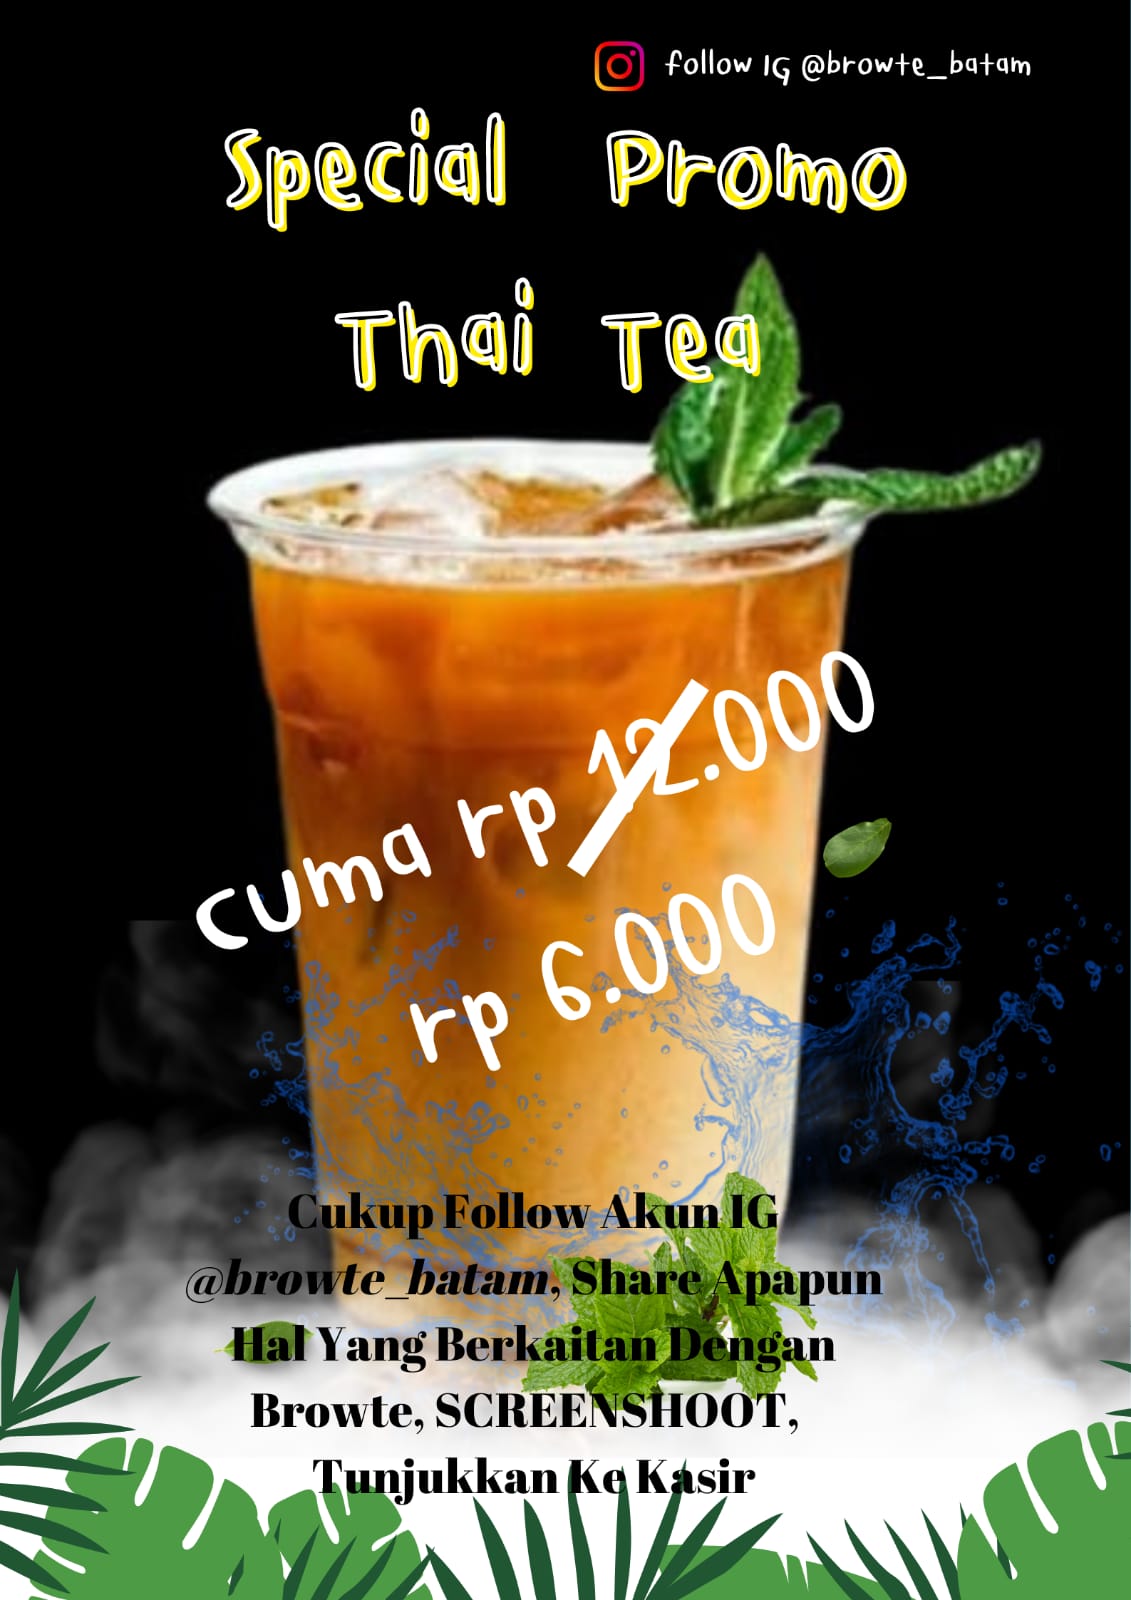 follow IG @browte_batam
Special Promo
Thai Tea
cuma rp 12.000
rp 6.000
Cukup Follow Akun IG
@browte_batam, Share Apapun
Hal Yang Berkaitan Dengan
Browte, SCREENSHOOT,
Tunjukkan Ke Kasir